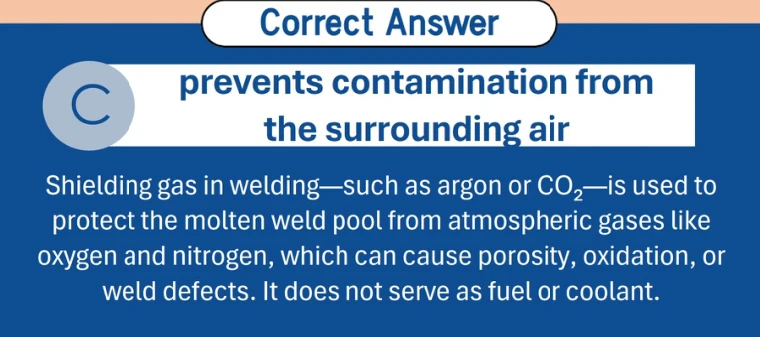 Correct Answer
C
prevents contamination from
the surrounding air
Shielding gas in welding—such as argon or CO₂—is used to
protect the molten weld pool from atmospheric gases like
oxygen and nitrogen, which can cause porosity, oxidation, or
weld defects. It does not serve as fuel or coolant.